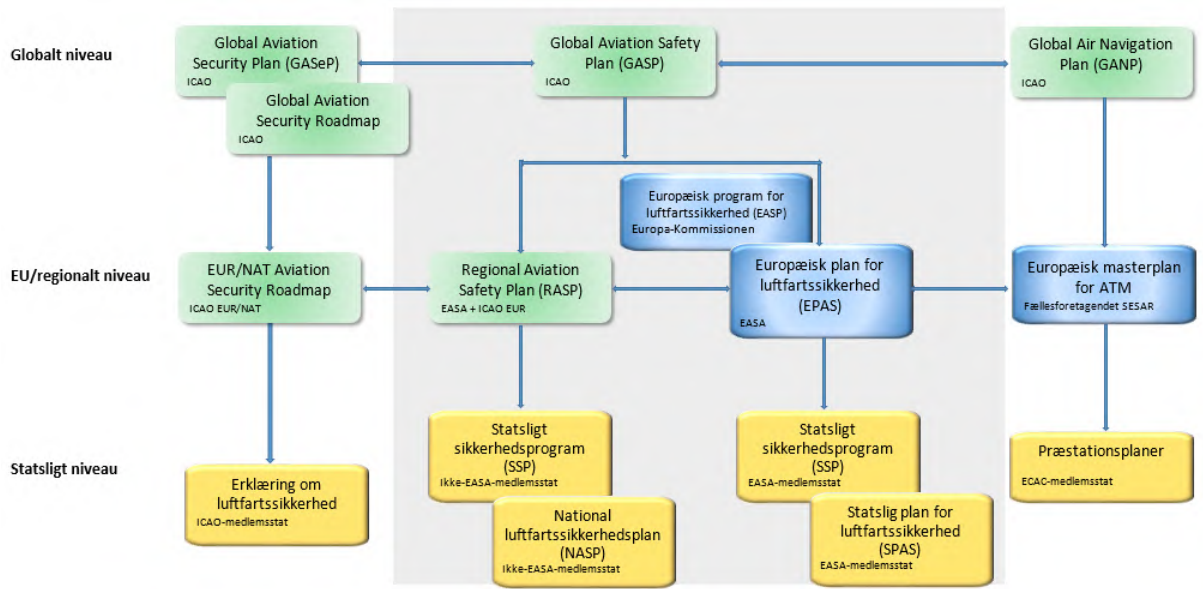 Globalt niveau
Global Aviation
Security Plan (GASeP)
ICAO
Global Aviation
Security Roadmap
ICAO
Global Aviation Safety
Plan (GASP)
ICAO
Global Air Navigation
Plan (GANP)
ICAO
Europæisk program for
luftfartssikkerhed (EASP)
Europa-Kommissionen
EU/regionalt niveau
EUR/NAT Aviation
Security Roadmap
ICAO EUR/NAT
Regional Aviation
Safety Plan (RASP)
EASA + ICAO EUR
Europæisk plan for
luftfartssikkerhed
(EPAS)
EASA
Europæisk masterplan
for ATM
Fællesforetagendet SESAR
Statsligt niveau
Erklæring om
luftfartssikkerhed
ICAO-medlemsstat
Statsligt
sikkerhedsprogram
(SSP)
Ikke-EASA-medlemsstat
National
luftfartssikkerhedsplan
(NASP)
Ikke-EASA-medlemsstat
Statsligt
sikkerhedsprogram
(SSP)
EASA-medlemsstat
Statslig plan for
luftfartssikkerhed
(SPAS)
EASA-medlemsstat
Præstationsplaner
ECAC-medlemsstat